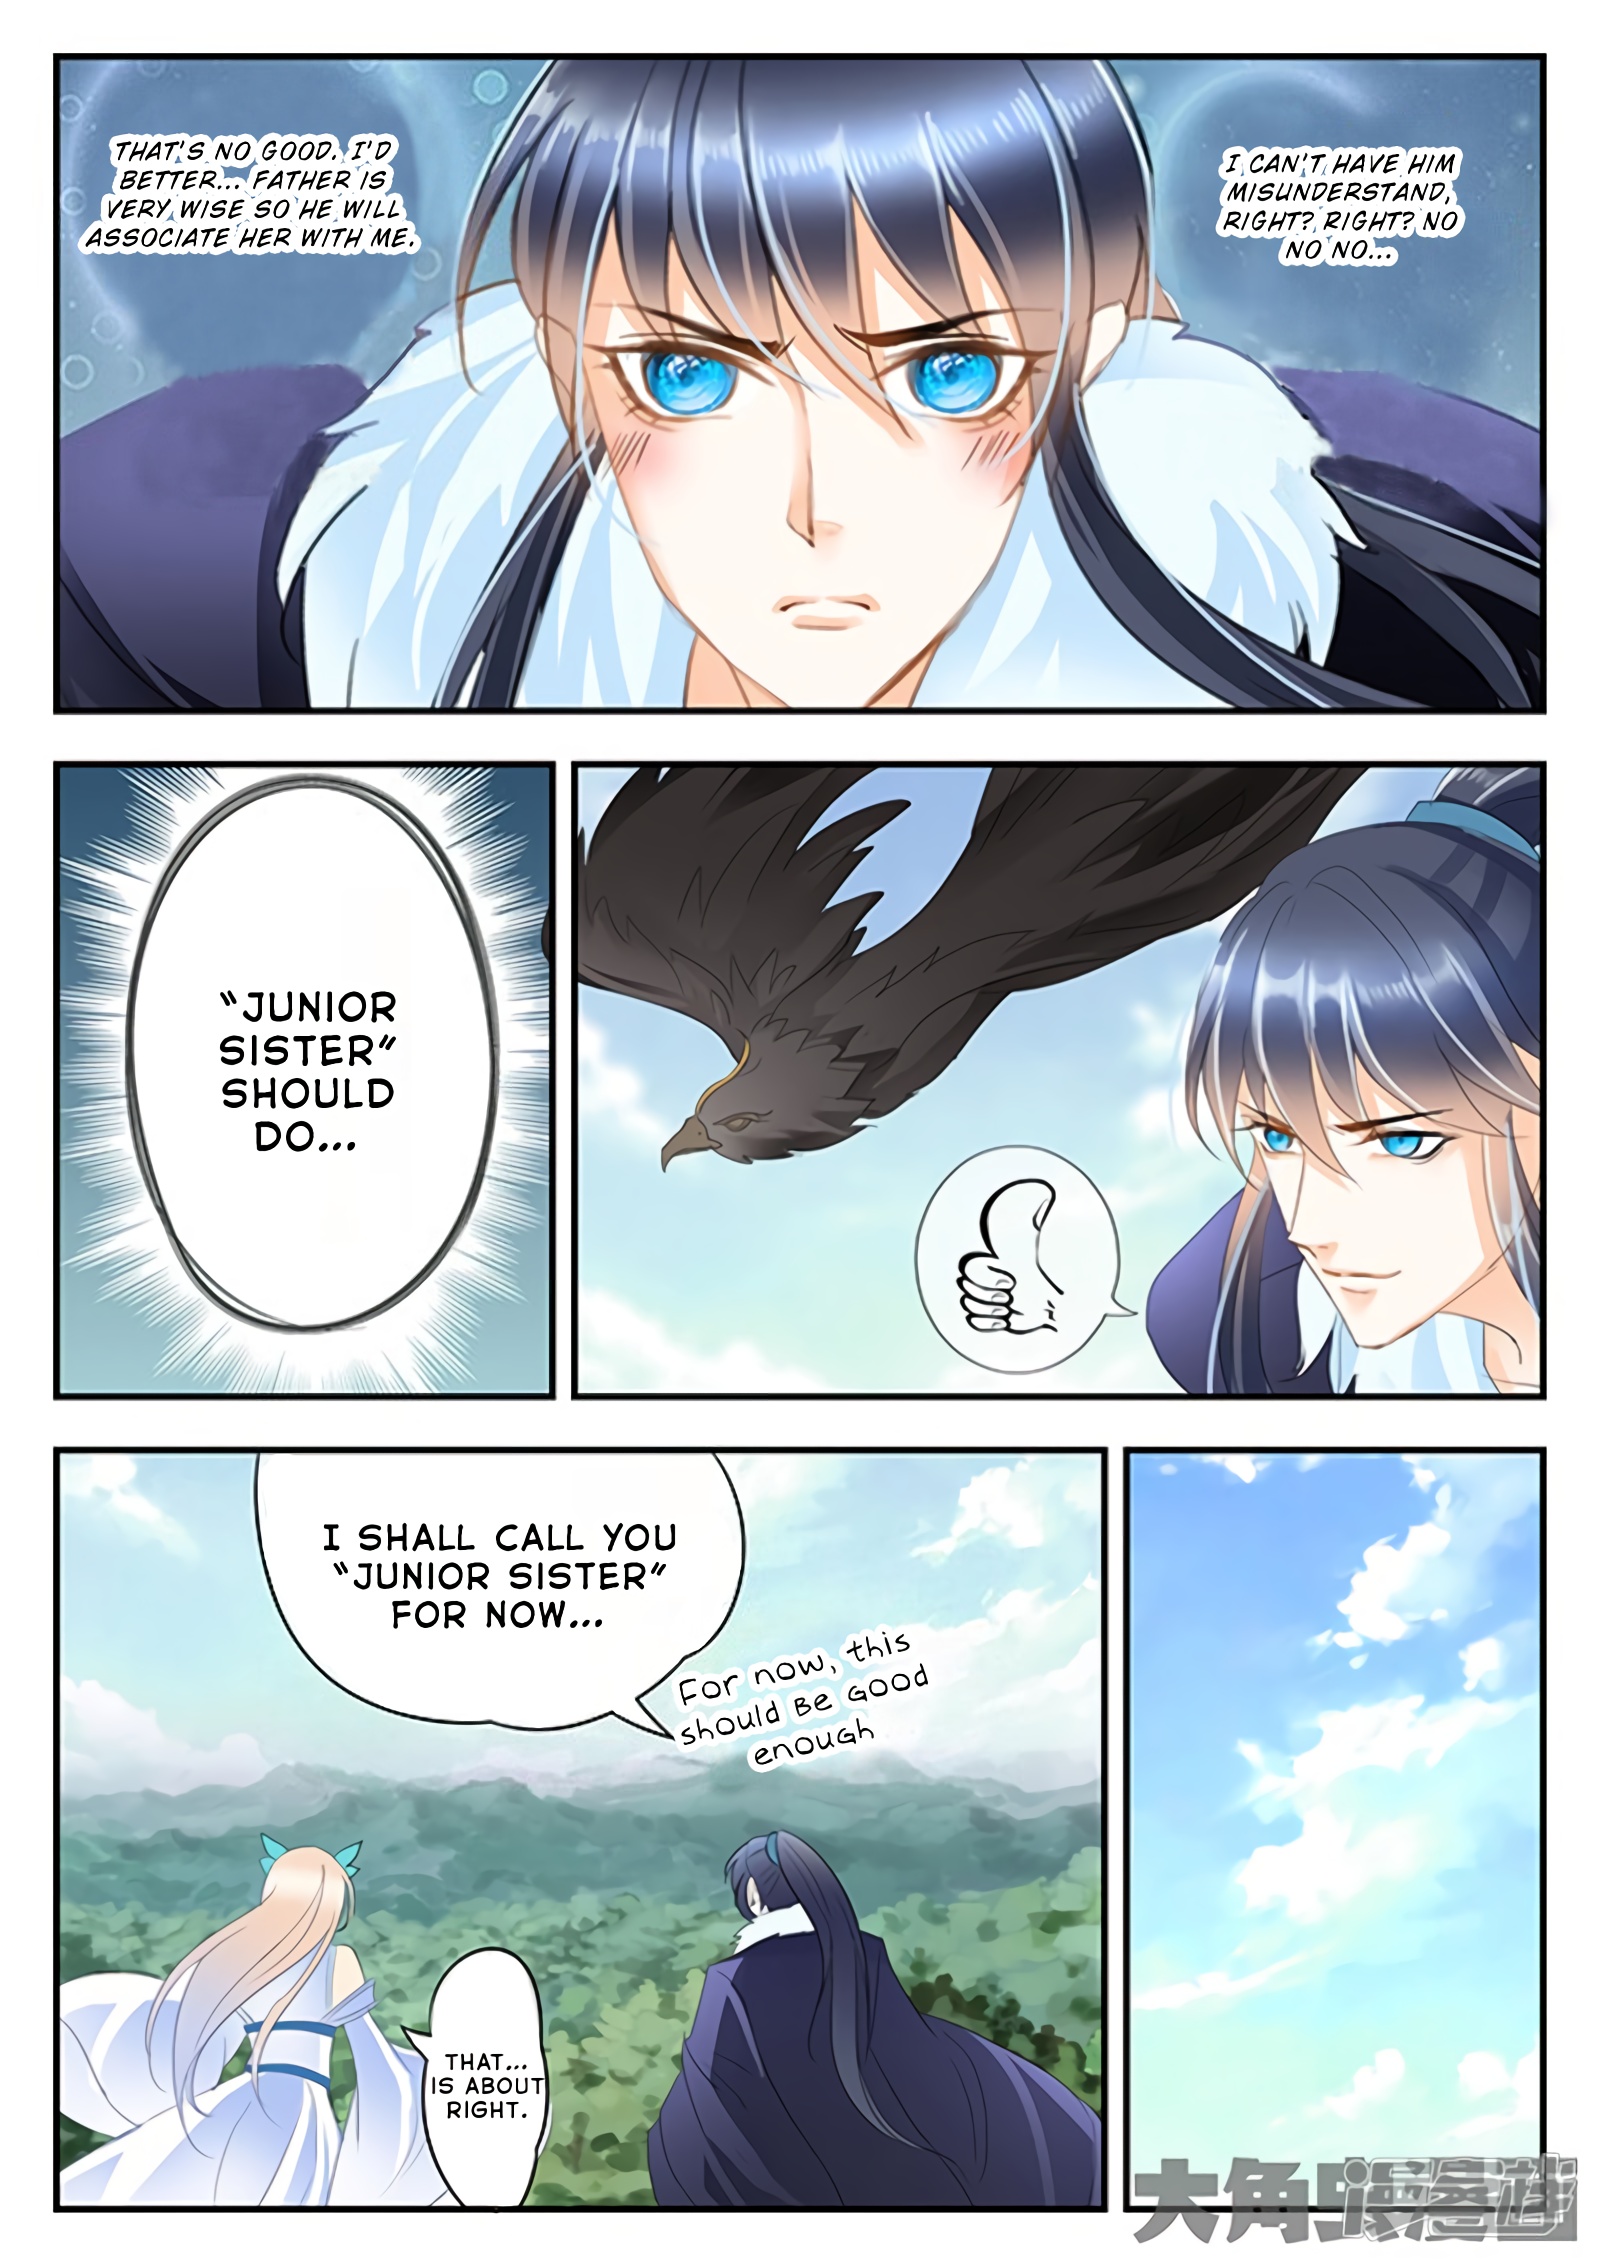 THAT'S NO GOOD. I'D
BETTER... FATHER IS
VERY WISE SO HE WILL
ASSOCIATE HER WITH ME.
I CAN'T HAVE HIM
MISUNDERSTAND,
RIGHT? RIGHT? NO
NO NO...
"JUNIOR
SISTER"
SHOULD
DO...
I SHALL CALL YOU
"JUNIOR SISTER"
FOR NOW...
For now, this
should be good
enough
THAT...
IS ABOUT
RIGHT.
大角虫漫画